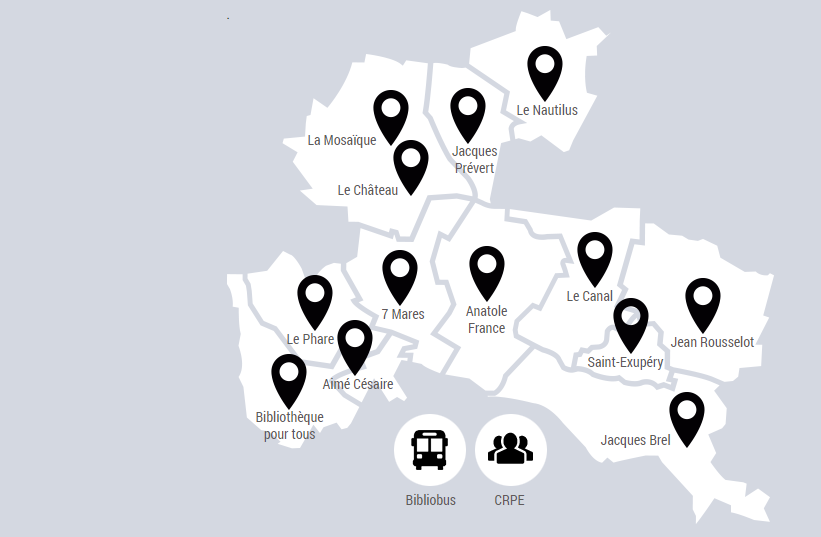 Le Nautilus
La Mosaïque
Jacques
Prévert
Le Château
Le Canal
7 Mares
Anatole
France
Le Phare
Jean Rousselot
Saint-Exupéry
Aimé Césaire
Bibliothèque
pour tous
Jacques Brel
Bibliobus
CRPE